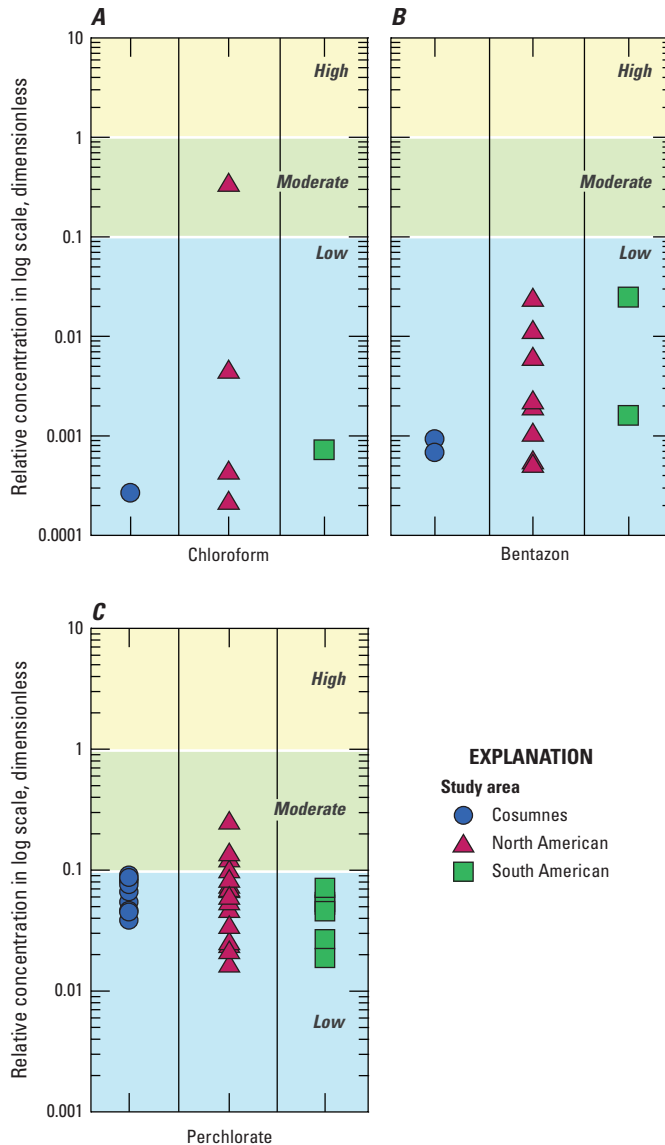 A
Relative concentration in log scale, dimensionless
10
1
0.1
0.01
0.001
0.0001
High
Moderate
Low
Chloroform
B
High
Moderate
Low
Bentazon
C
Relative concentration in log scale, dimensionless
10
1
0.1
0.01
0.001
High
Moderate
Low
Perchlorate
EXPLANATION
Study area
Cosumnes
North American
South American